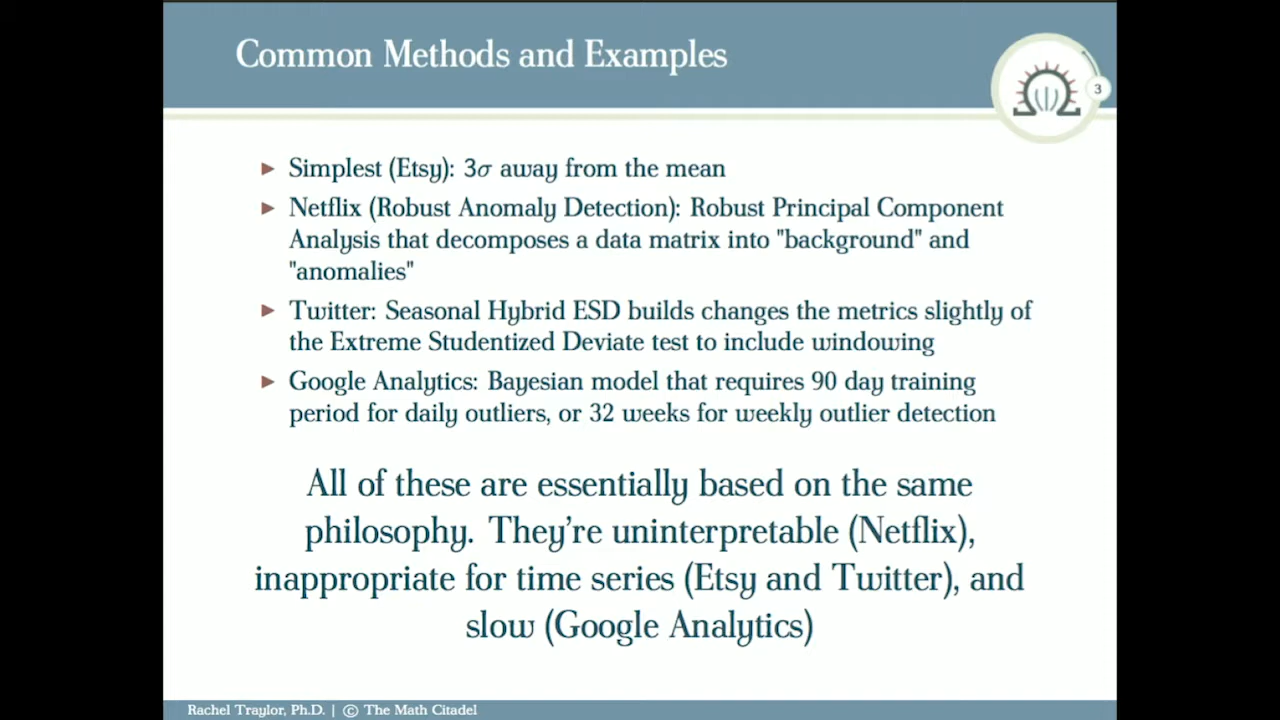 Common Methods and Examples
3
► Simplest (Etsy): 3σ away from the mean
► Netflix (Robust Anomaly Detection): Robust Principal Component
Analysis that decomposes a data matrix into "background" and
"anomalies"
► Twitter: Seasonal Hybrid ESD builds changes the metrics slightly of
the Extreme Studentized Deviate test to include windowing
► Google Analytics: Bayesian model that requires 90 day training
period for daily outliers, or 32 weeks for weekly outlier detection
All of these are essentially based on the same
philosophy. They're uninterpretable (Netflix),
inappropriate for time series (Etsy and Twitter), and
slow (Google Analytics)
Rachel Traylor, Ph.D. | © The Math Citadel